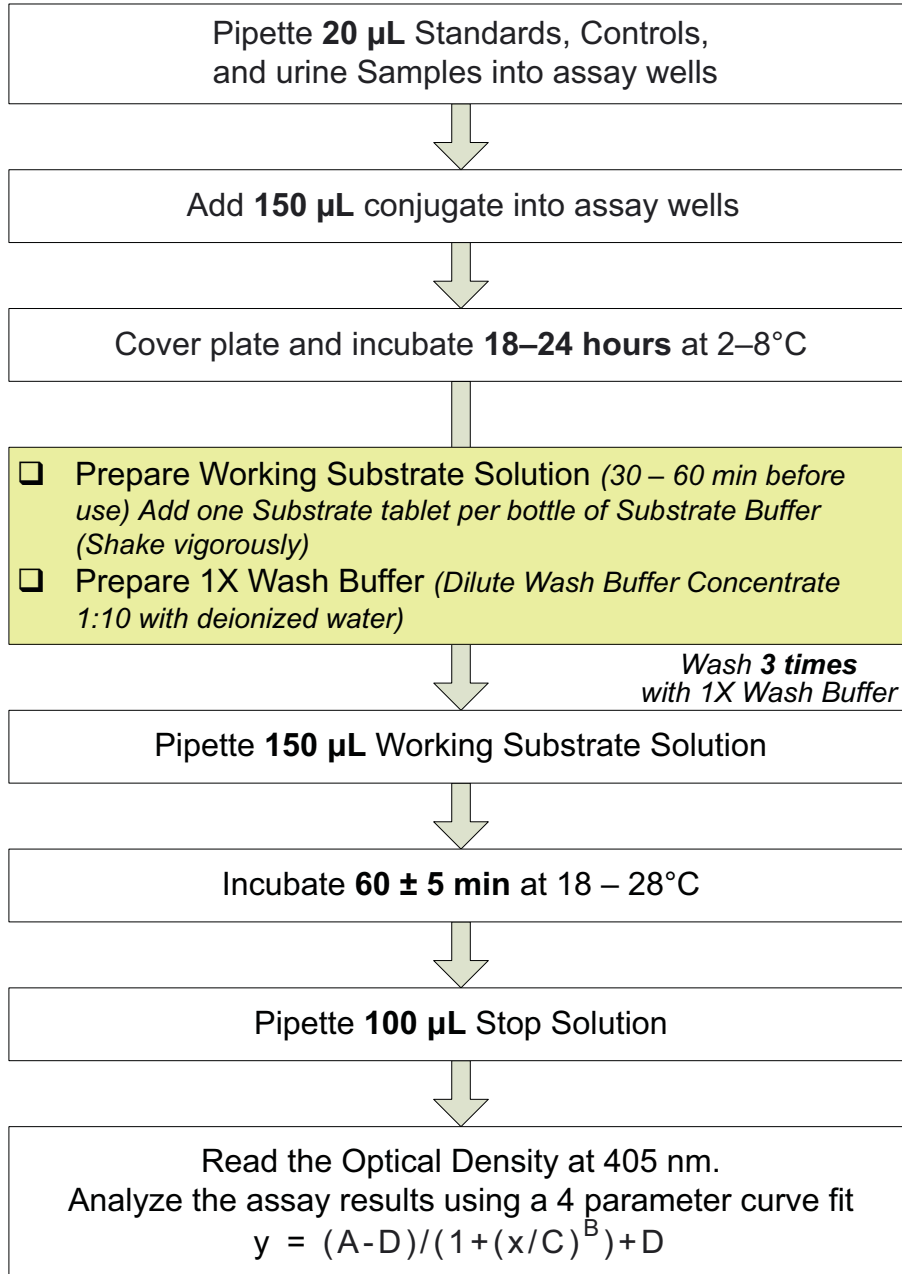 Pipette 20 µL Standards, Controls,
and urine Samples into assay wells
Add 150 µL conjugate into assay wells
Cover plate and incubate 18–24 hours at 2–8°C
❑ Prepare Working Substrate Solution (30 – 60 min before
use) Add one Substrate tablet per bottle of Substrate Buffer
(Shake vigorously)
❑ Prepare 1X Wash Buffer (Dilute Wash Buffer Concentrate
1:10 with deionized water)
Wash 3 times
with 1X Wash Buffer
Pipette 150 µL Working Substrate Solution
Incubate 60 ± 5 min at 18 – 28°C
Pipette 100 µL Stop Solution
Read the Optical Density at 405 nm.
Analyze the assay results using a 4 parameter curve fit
y = (A-D)/(1+(x/C)^B)+D